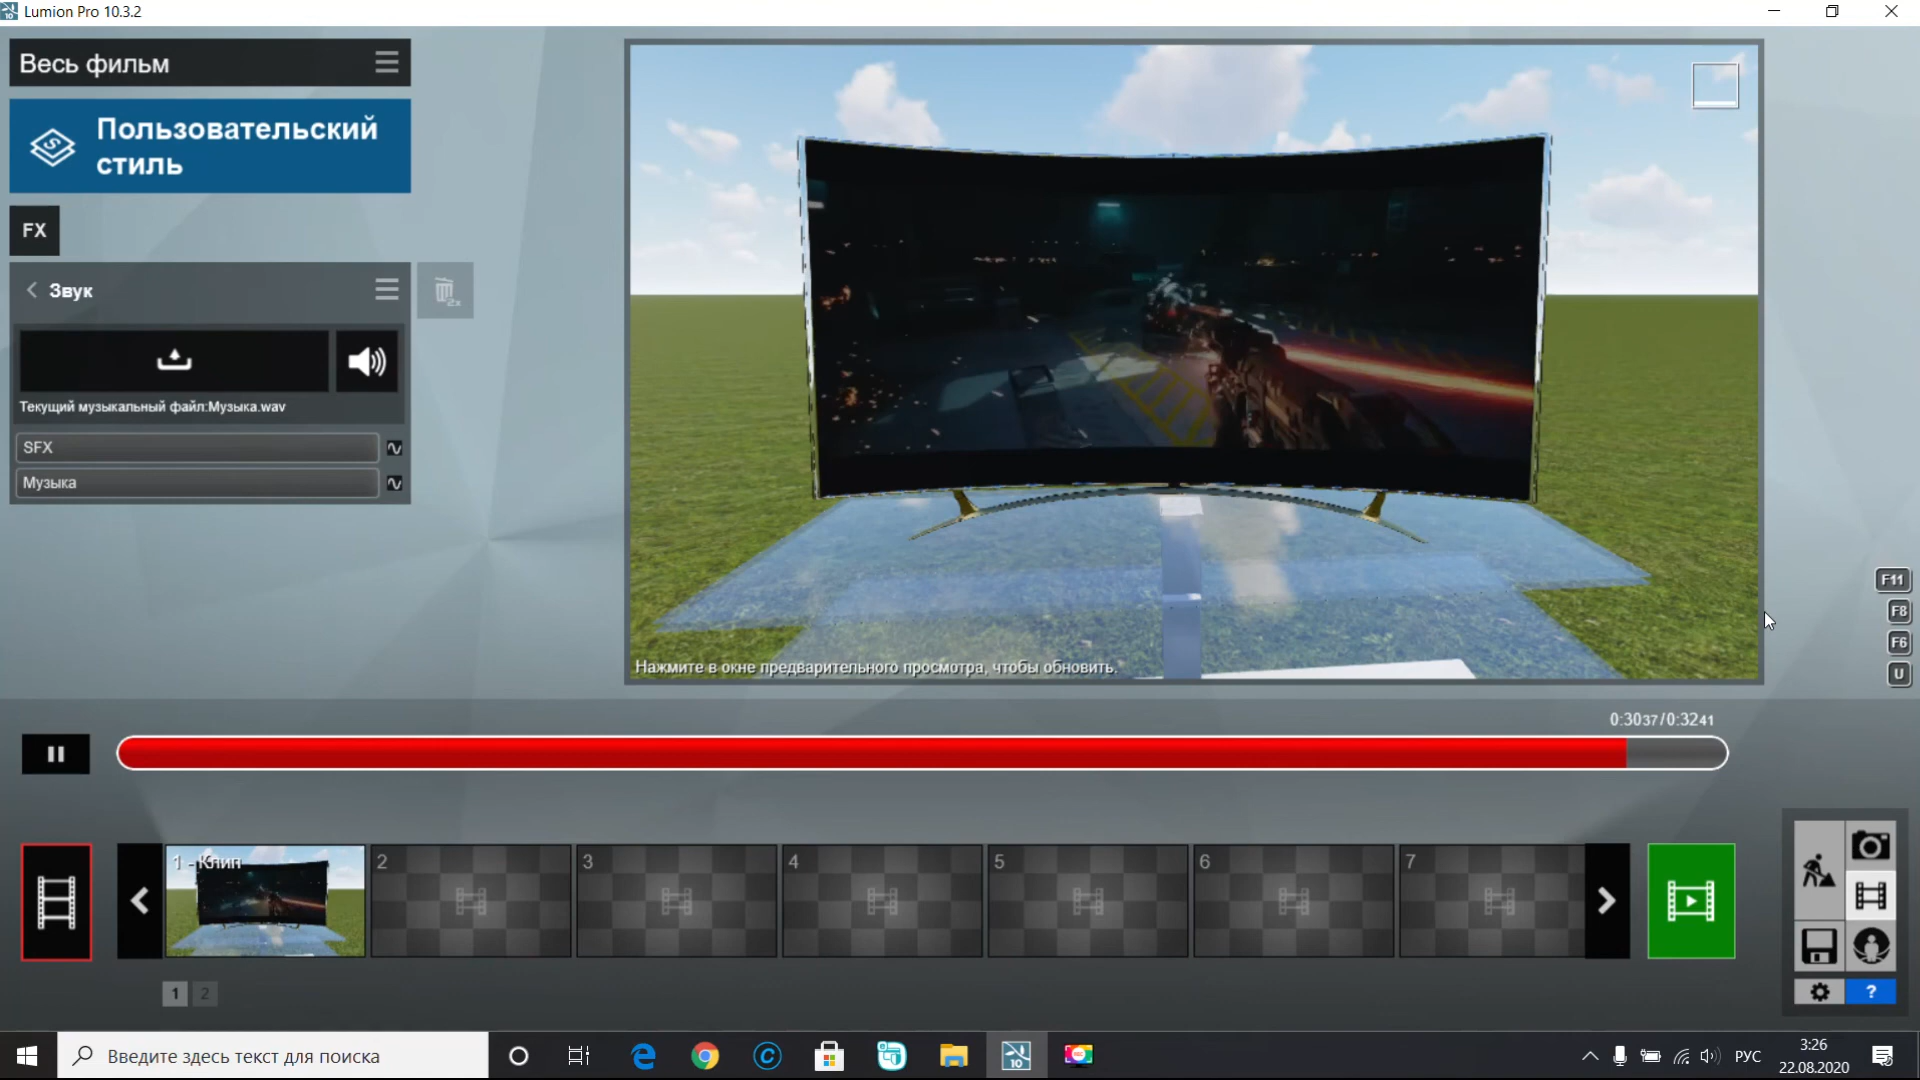 Lumion Pro 10.3.2
Весь фильм
Пользовательский
стиль
FX
Звук
2x
Текущий музыкальный файл:Музыка.wav
SFX
Музыка
Нажмите в окне предварительного просмотра, чтобы обновить.
F11
F8
F6
U
0:3037/0:3241
1 - Клип
2
3
4
5
6
7
1
2
?
Введите здесь текст для поиска
10
РУС
3:26
22.08.2020